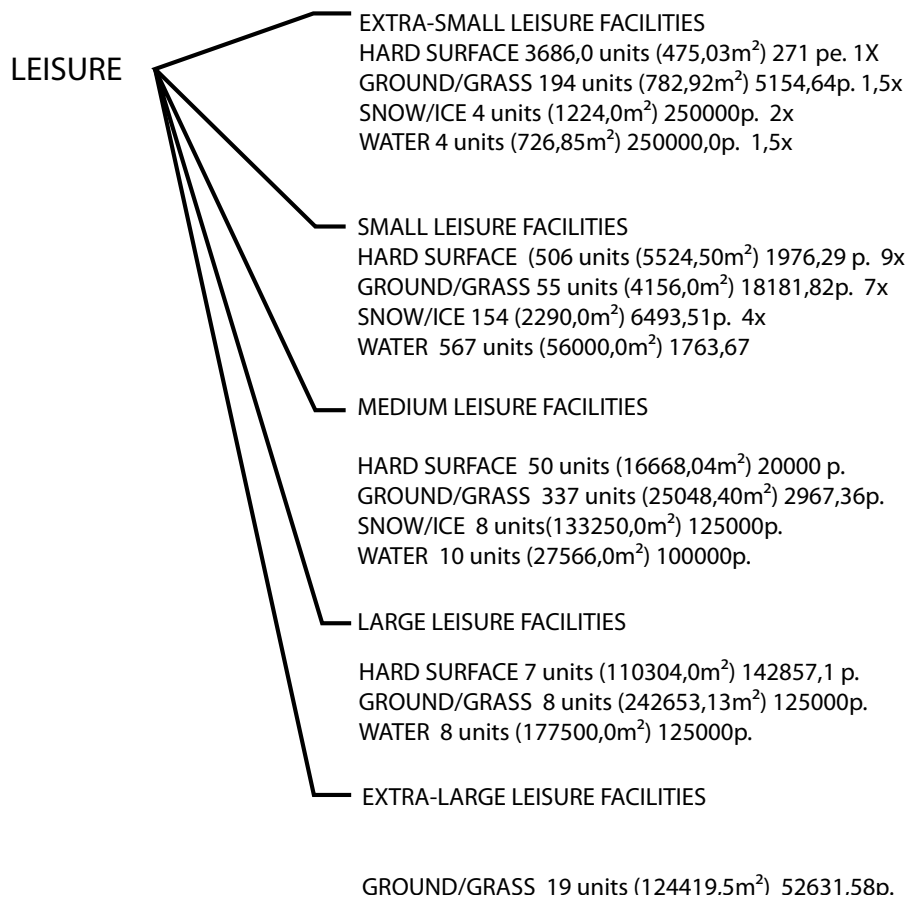 LEISURE
EXTRA-SMALL LEISURE FACILITIES
HARD SURFACE 3686,0 units (475,03m²) 271 pe. 1X
GROUND/GRASS 194 units (782,92m²) 5154,64p. 1,5x
SNOW/ICE 4 units (1224,0m²) 250000p. 2x
WATER 4 units (726,85m²) 250000,0p. 1,5x
SMALL LEISURE FACILITIES
HARD SURFACE (506 units (5524,50m²) 1976,29 p. 9x
GROUND/GRASS 55 units (4156,0m²) 18181,82p. 7x
SNOW/ICE 154 (2290,0m²) 6493,51p. 4x
WATER 567 units (56000,0m²) 1763,67
MEDIUM LEISURE FACILITIES
HARD SURFACE 50 units (16668,04m²) 20000 p.
GROUND/GRASS 337 units (25048,40m²) 2967,36p.
SNOW/ICE 8 units(133250,0m²) 125000p.
WATER 10 units (27566,0m²) 100000p.
LARGE LEISURE FACILITIES
HARD SURFACE 7 units (110304,0m²) 142857,1 p.
GROUND/GRASS 8 units (242653,13m²) 125000p.
WATER 8 units (177500,0m²) 125000p.
EXTRA-LARGE LEISURE FACILITIES
GROUND/GRASS 19 units (124419,5m²) 52631,58p.